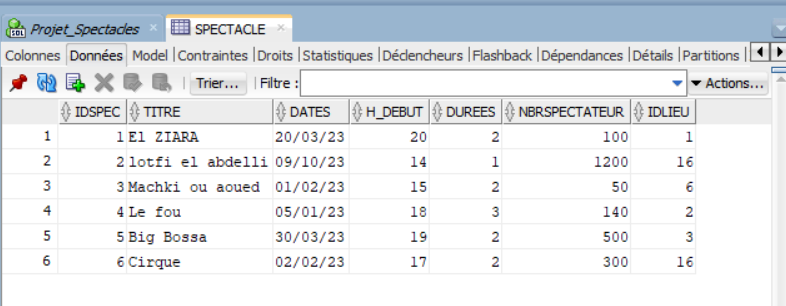 SQL Projet_Spectacles × SPECTACLE ×
Colonnes Données Model Contraintes Droits Statistiques Déclencheurs Flashback Dépendances Détails Partitions
Trier... Filtre : Actions...
IDSPEC TITRE DATES H_DEBUT DUREES NBRSPECTATEUR IDLIEU
1 1 El ZIARA 20/03/23 20 2 100 1
2 2 lotfi el abdelli 09/10/23 14 1 1200 16
3 3 Machki ou aoued 01/02/23 15 2 50 6
4 4 Le fou 05/01/23 18 3 140 2
5 5 Big Bossa 30/03/23 19 2 500 3
6 6 Cirque 02/02/23 17 2 300 16